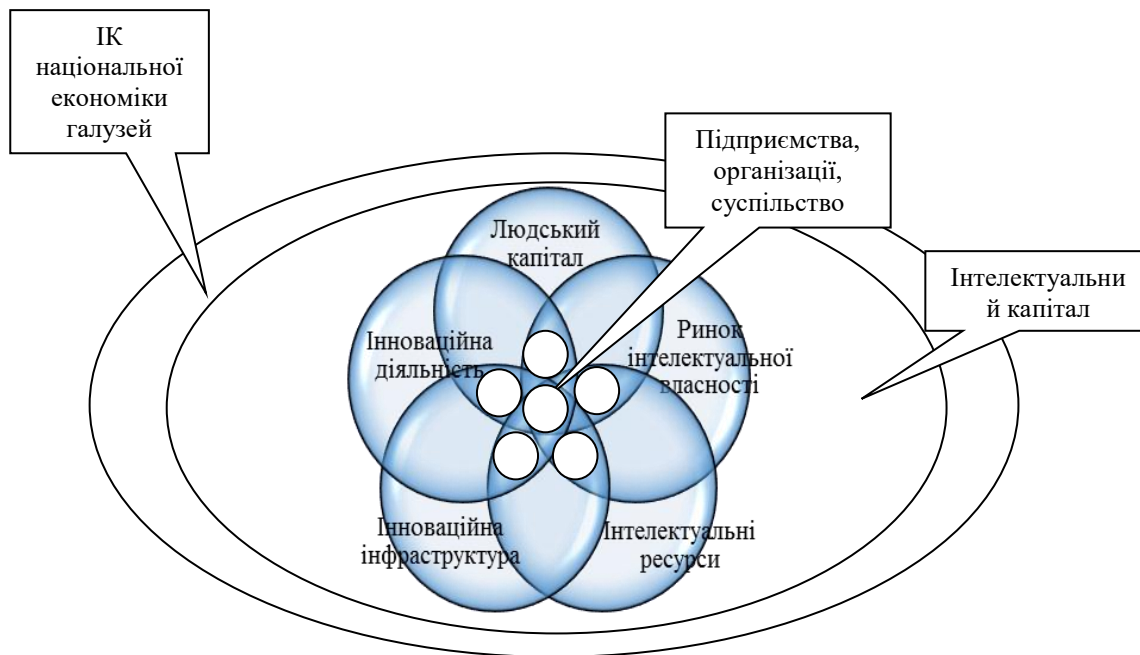 ІК
національної
економіки
галузей
Підприємства,
організації,
суспільство
Людський
капітал
Інтелектуальни
й капітал
Інноваційна
діяльність
Ринок
інтелектуальної
власності
Інноваційна
інфраструктура
Інтелектуальні
ресурси